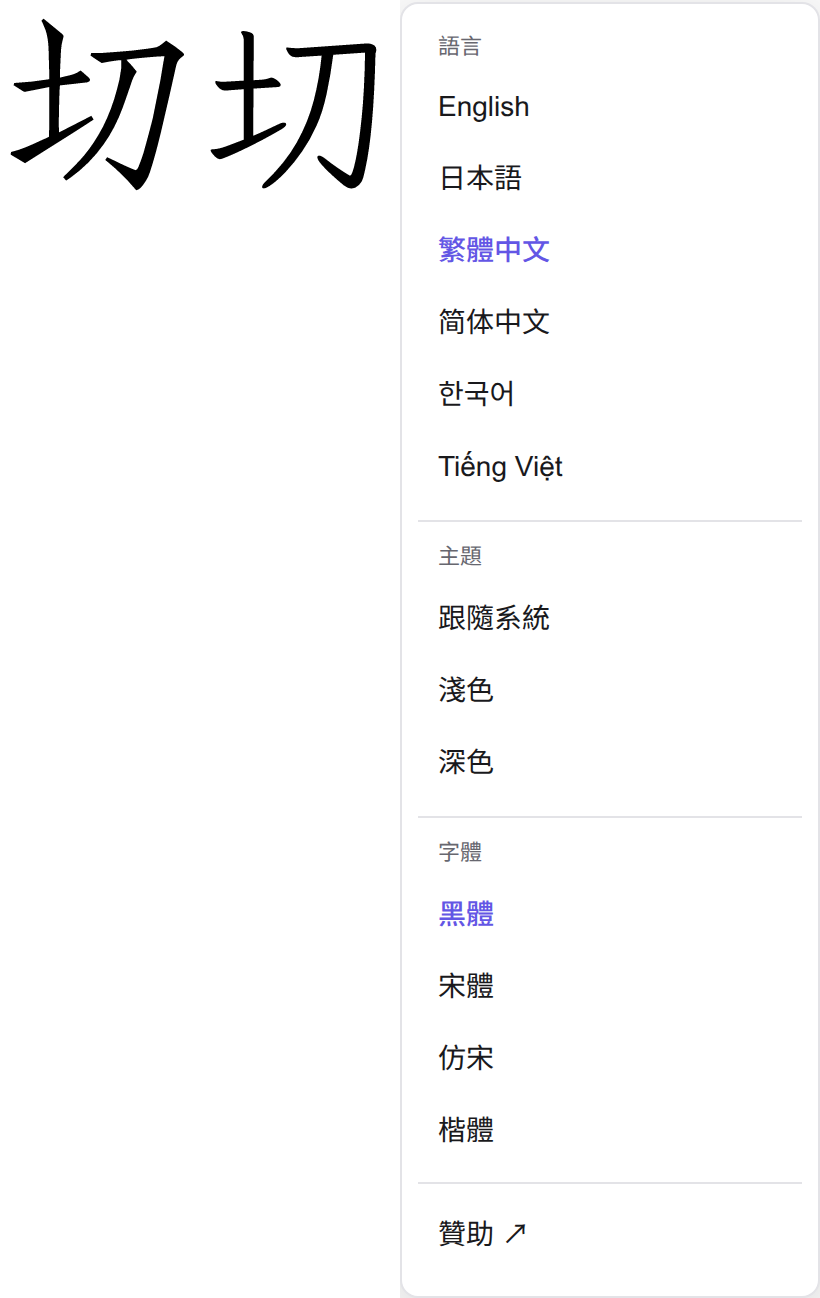 語言
English
日本語
繁體中文
简体中文
한국어
Tiếng Việt
主題
跟隨系統
淺色
深色
字體
黑體
宋體
仿宋
楷體
贊助 ↗